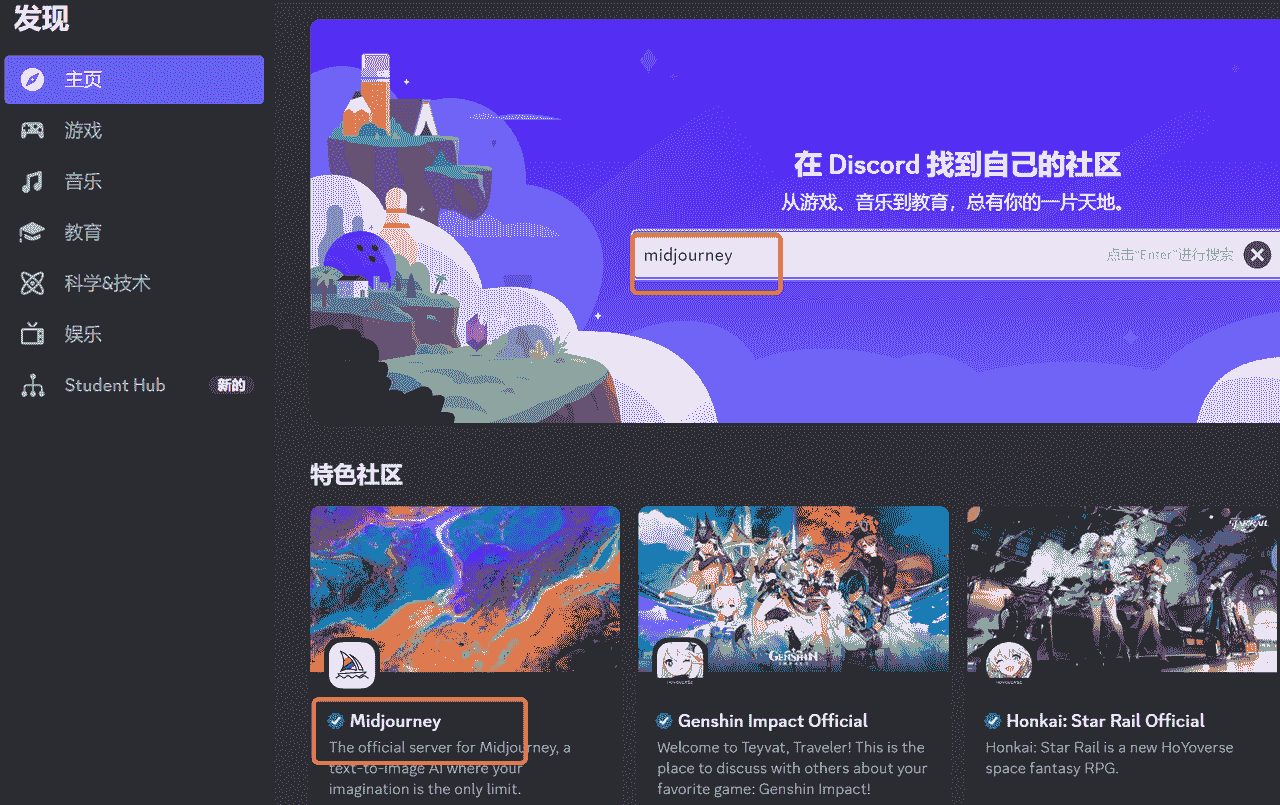 发现
主页
游戏
音乐
教育
科学&技术
娱乐
Student Hub 新的
在 Discord 找到自己的社区
从游戏、音乐到教育，总有你的一片天地。
midjourney 点击“Enter”进行搜索
特色社区
Midjourney
The official server for Midjourney, a
text-to-image AI where your
imagination is the only limit.
GENSHIN
Genshin Impact Official
Welcome to Teyvat, Traveler! This is the
place to discuss with others about your
favorite game: Genshin Impact!
STAR RAIL
Honkai: Star Rail Official
Honkai: Star Rail is a new HoYoverse
space fantasy RPG.